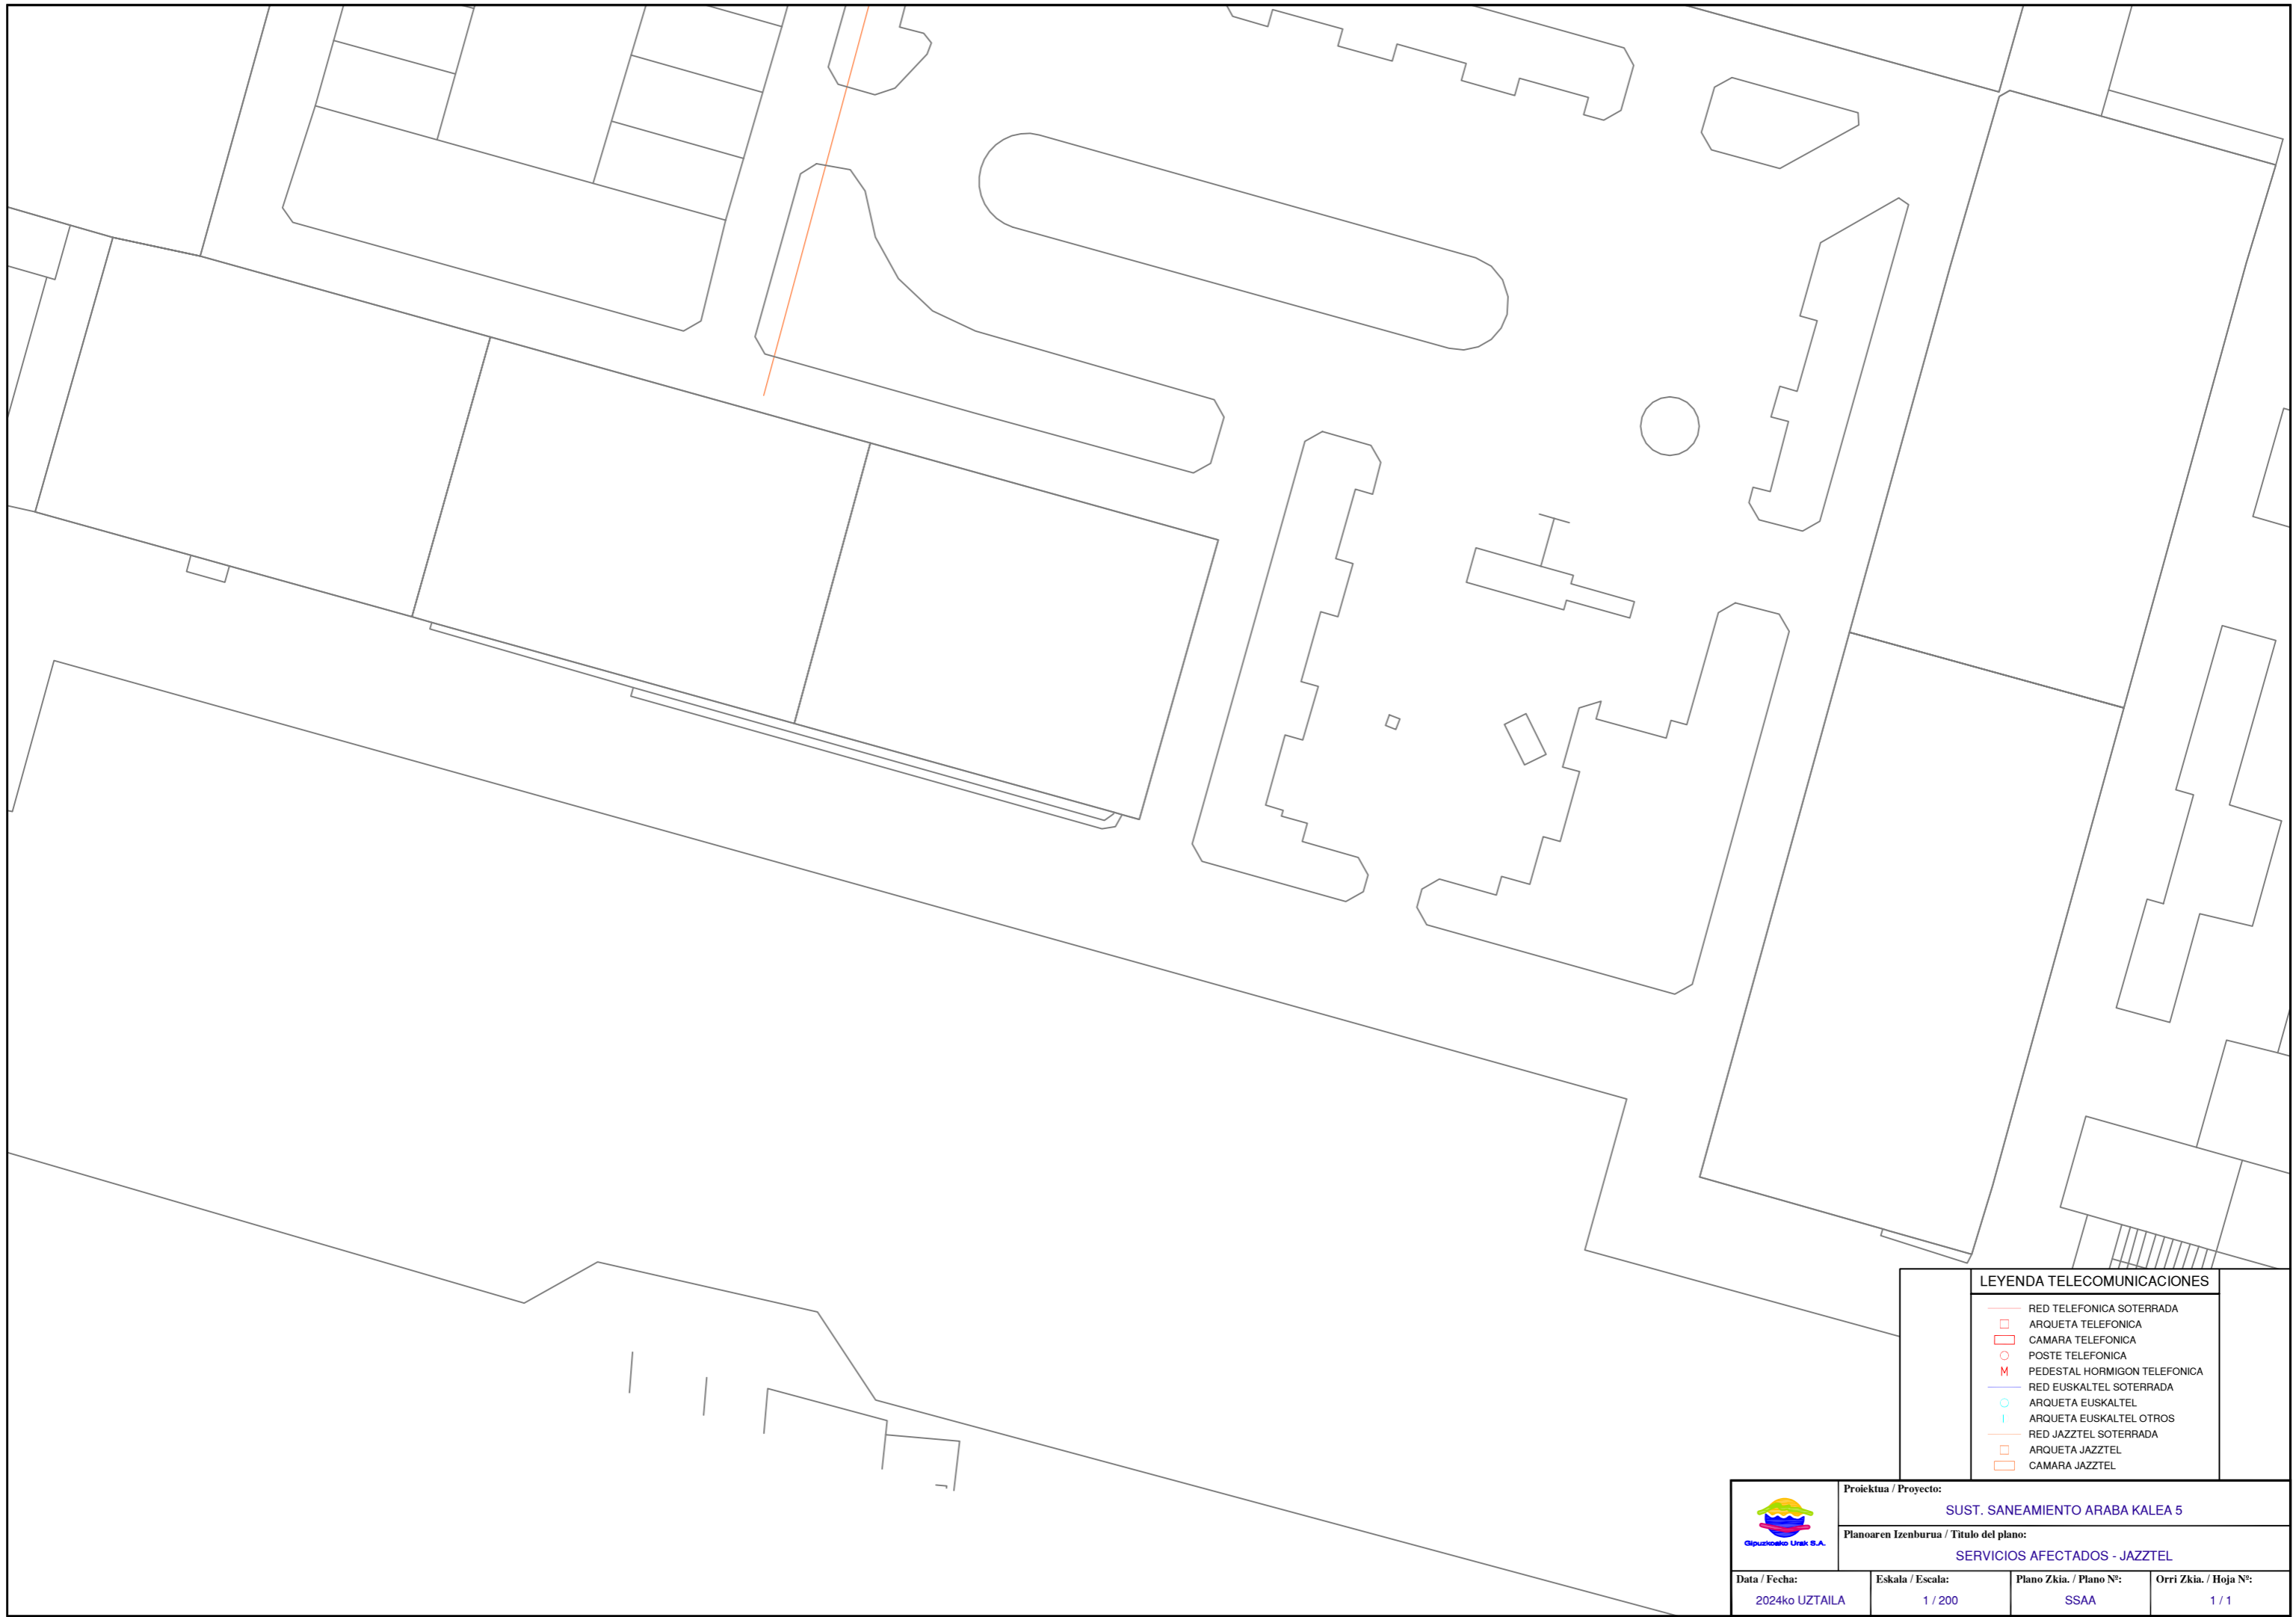 LEYENDA TELECOMUNICACIONES
RED TELEFONICA SOTERRADA
ARQUETA TELEFONICA
CAMARA TELEFONICA
POSTE TELEFONICA
M PEDESTAL HORMIGON TELEFONICA
RED EUSKALTEL SOTERRADA
ARQUETA EUSKALTEL
I ARQUETA EUSKALTEL OTROS
RED JAZZTEL SOTERRADA
ARQUETA JAZZTEL
CAMARA JAZZTEL
Gipuzkoako Urak S.A.
Proiektua / Proyecto:
SUST. SANEAMIENTO ARABA KALEA 5
Planoaren Izenburua / Titulo del plano:
SERVICIOS AFECTADOS - JAZZTEL
Data / Fecha:
2024ko UZTAILA
Eskala / Escala:
1 / 200
Plano Zkia. / Plano Nº:
SSAA
Orri Zkia. / Hoja Nº:
1 / 1